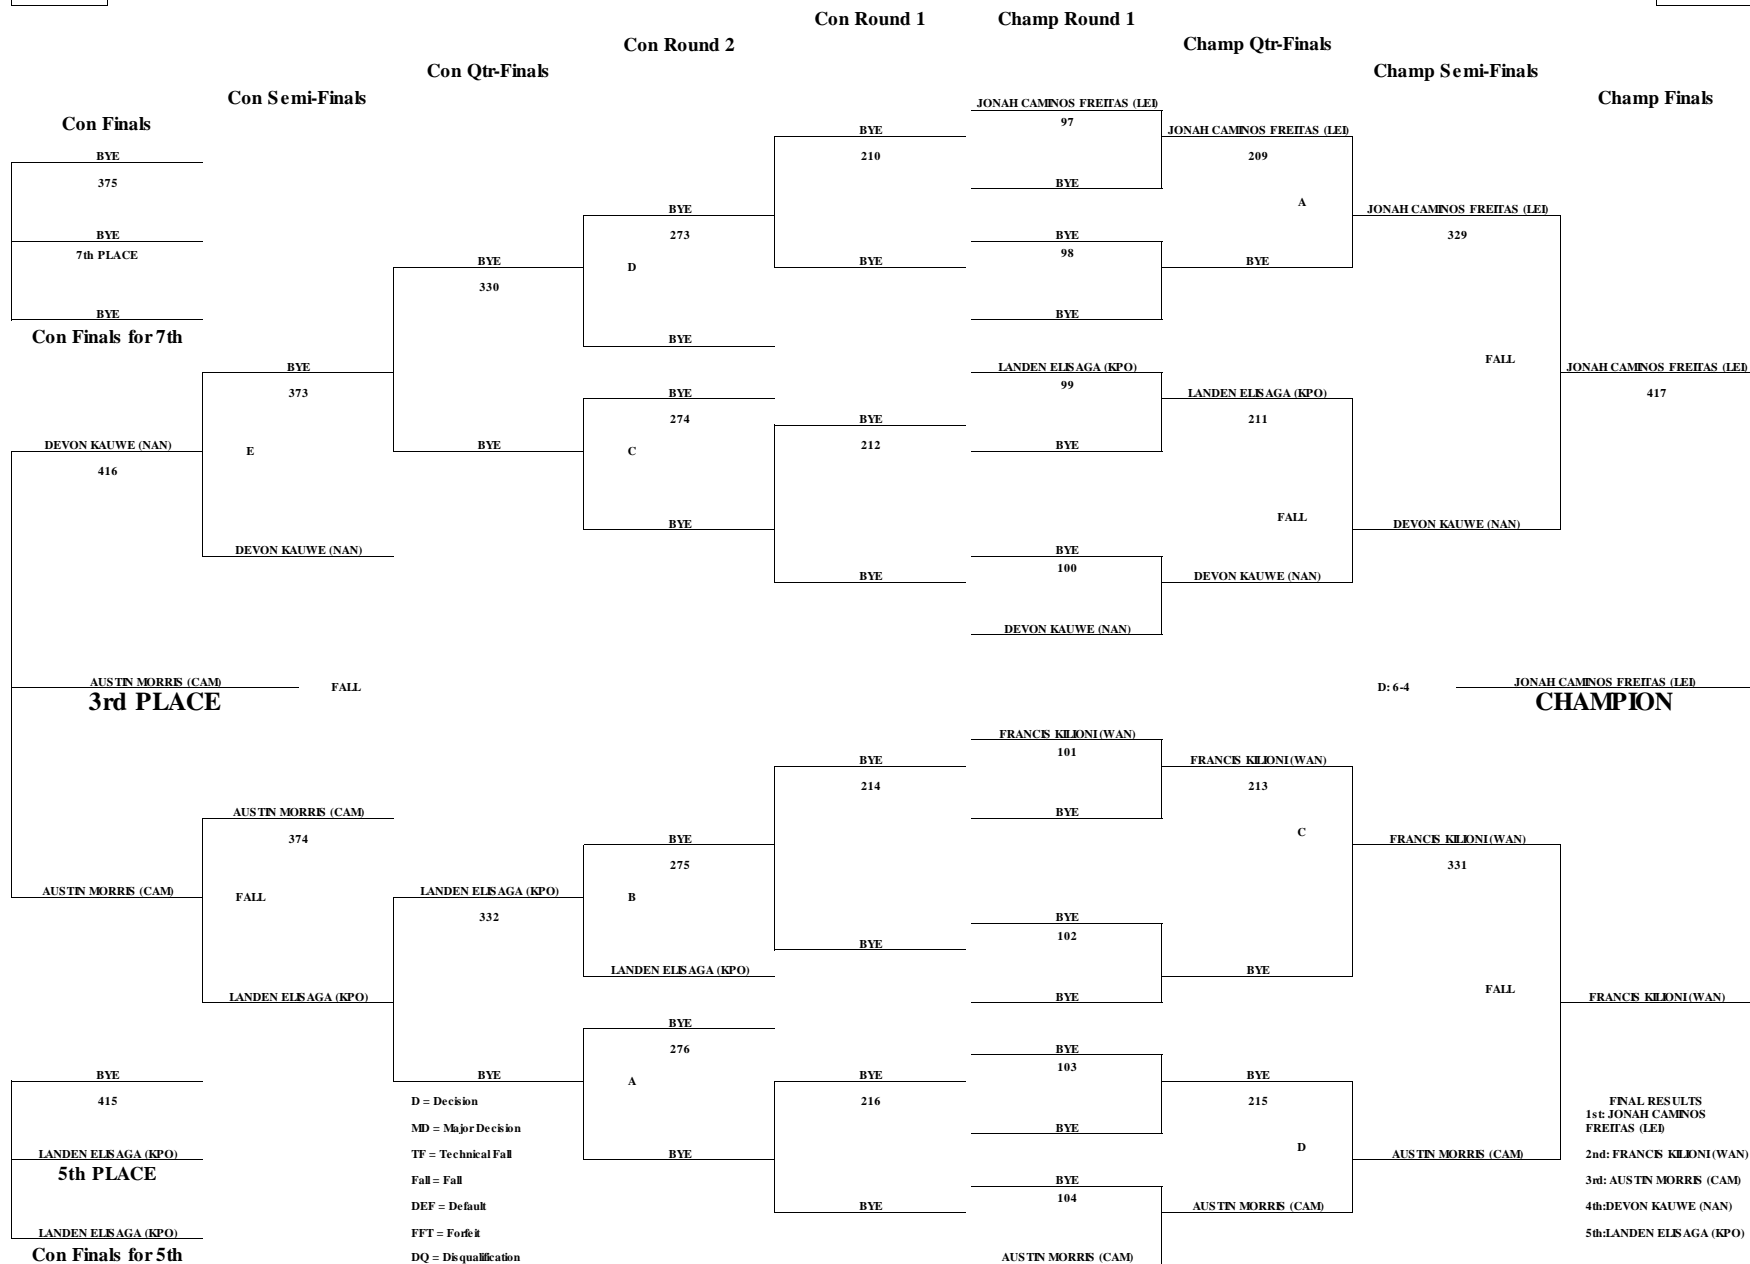 Con Round 1
Champ Round 1
Con Round 2
Champ Qtr-Finals
Con Qtr-Finals
Champ Semi-Finals
Con Semi-Finals
Champ Finals
Con Finals
JONAH CAMINOS FREITAS (LEI)
97
BYE
JONAH CAMINOS FREITAS (LEI)
BYE
375
210
209
BYE
A
BYE
JONAH CAMINOS FREITAS (LEI)
BYE
7th PLACE
273
BYE
98
329
BYE
D
BYE
BYE
330
BYE
BYE
Con Finals for 7th
BYE
FALL
BYE
373
LANDEN ELISAGA (KPO)
99
JONAH CAMINOS FREITAS (LEI)
417
BYE
274
BYE
LANDEN ELISAGA (KPO)
211
DEVON KAUWE (NAN)
416
E
BYE
C
212
BYE
FALL
BYE
DEVON KAUWE (NAN)
DEVON KAUWE (NAN)
BYE
100
BYE
DEVON KAUWE (NAN)
DEVON KAUWE (NAN)
AUSTIN MORRIS (CAM)
3rd PLACE
FALL
D: 6-4
JONAH CAMINOS FREITAS (LEI)
CHAMPION
FRANCIS KILIONI (WAN)
101
BYE
FRANCIS KILIONI (WAN)
214
213
AUSTIN MORRIS (CAM)
374
BYE
C
BYE
275
FRANCIS KILIONI (WAN)
331
AUSTIN MORRIS (CAM)
FALL
LANDEN ELISAGA (KPO)
332
B
BYE
102
BYE
LANDEN ELISAGA (KPO)
BYE
FALL
LANDEN ELISAGA (KPO)
BYE
FRANCIS KILIONI (WAN)
BYE
276
BYE
103
BYE
415
BYE
A
BYE
216
BYE
215
D = Decision
FINAL RESULTS
1st: JONAH CAMINOS
FREITAS (LEI)
MD = Major Decision
BYE
D
LANDEN ELISAGA (KPO)
5th PLACE
TF = Technical Fall
BYE
AUSTIN MORRIS (CAM)
2nd: FRANCIS KILIONI (WAN)
Fall = Fall
BYE
104
3rd: AUSTIN MORRIS (CAM)
DEF = Default
BYE
AUSTIN MORRIS (CAM)
4th:DEVON KAUWE (NAN)
LANDEN ELISAGA (KPO)
FFT = Forfeit
5th:LANDEN ELISAGA (KPO)
Con Finals for 5th
DQ = Disqualification
AUSTIN MORRIS (CAM)